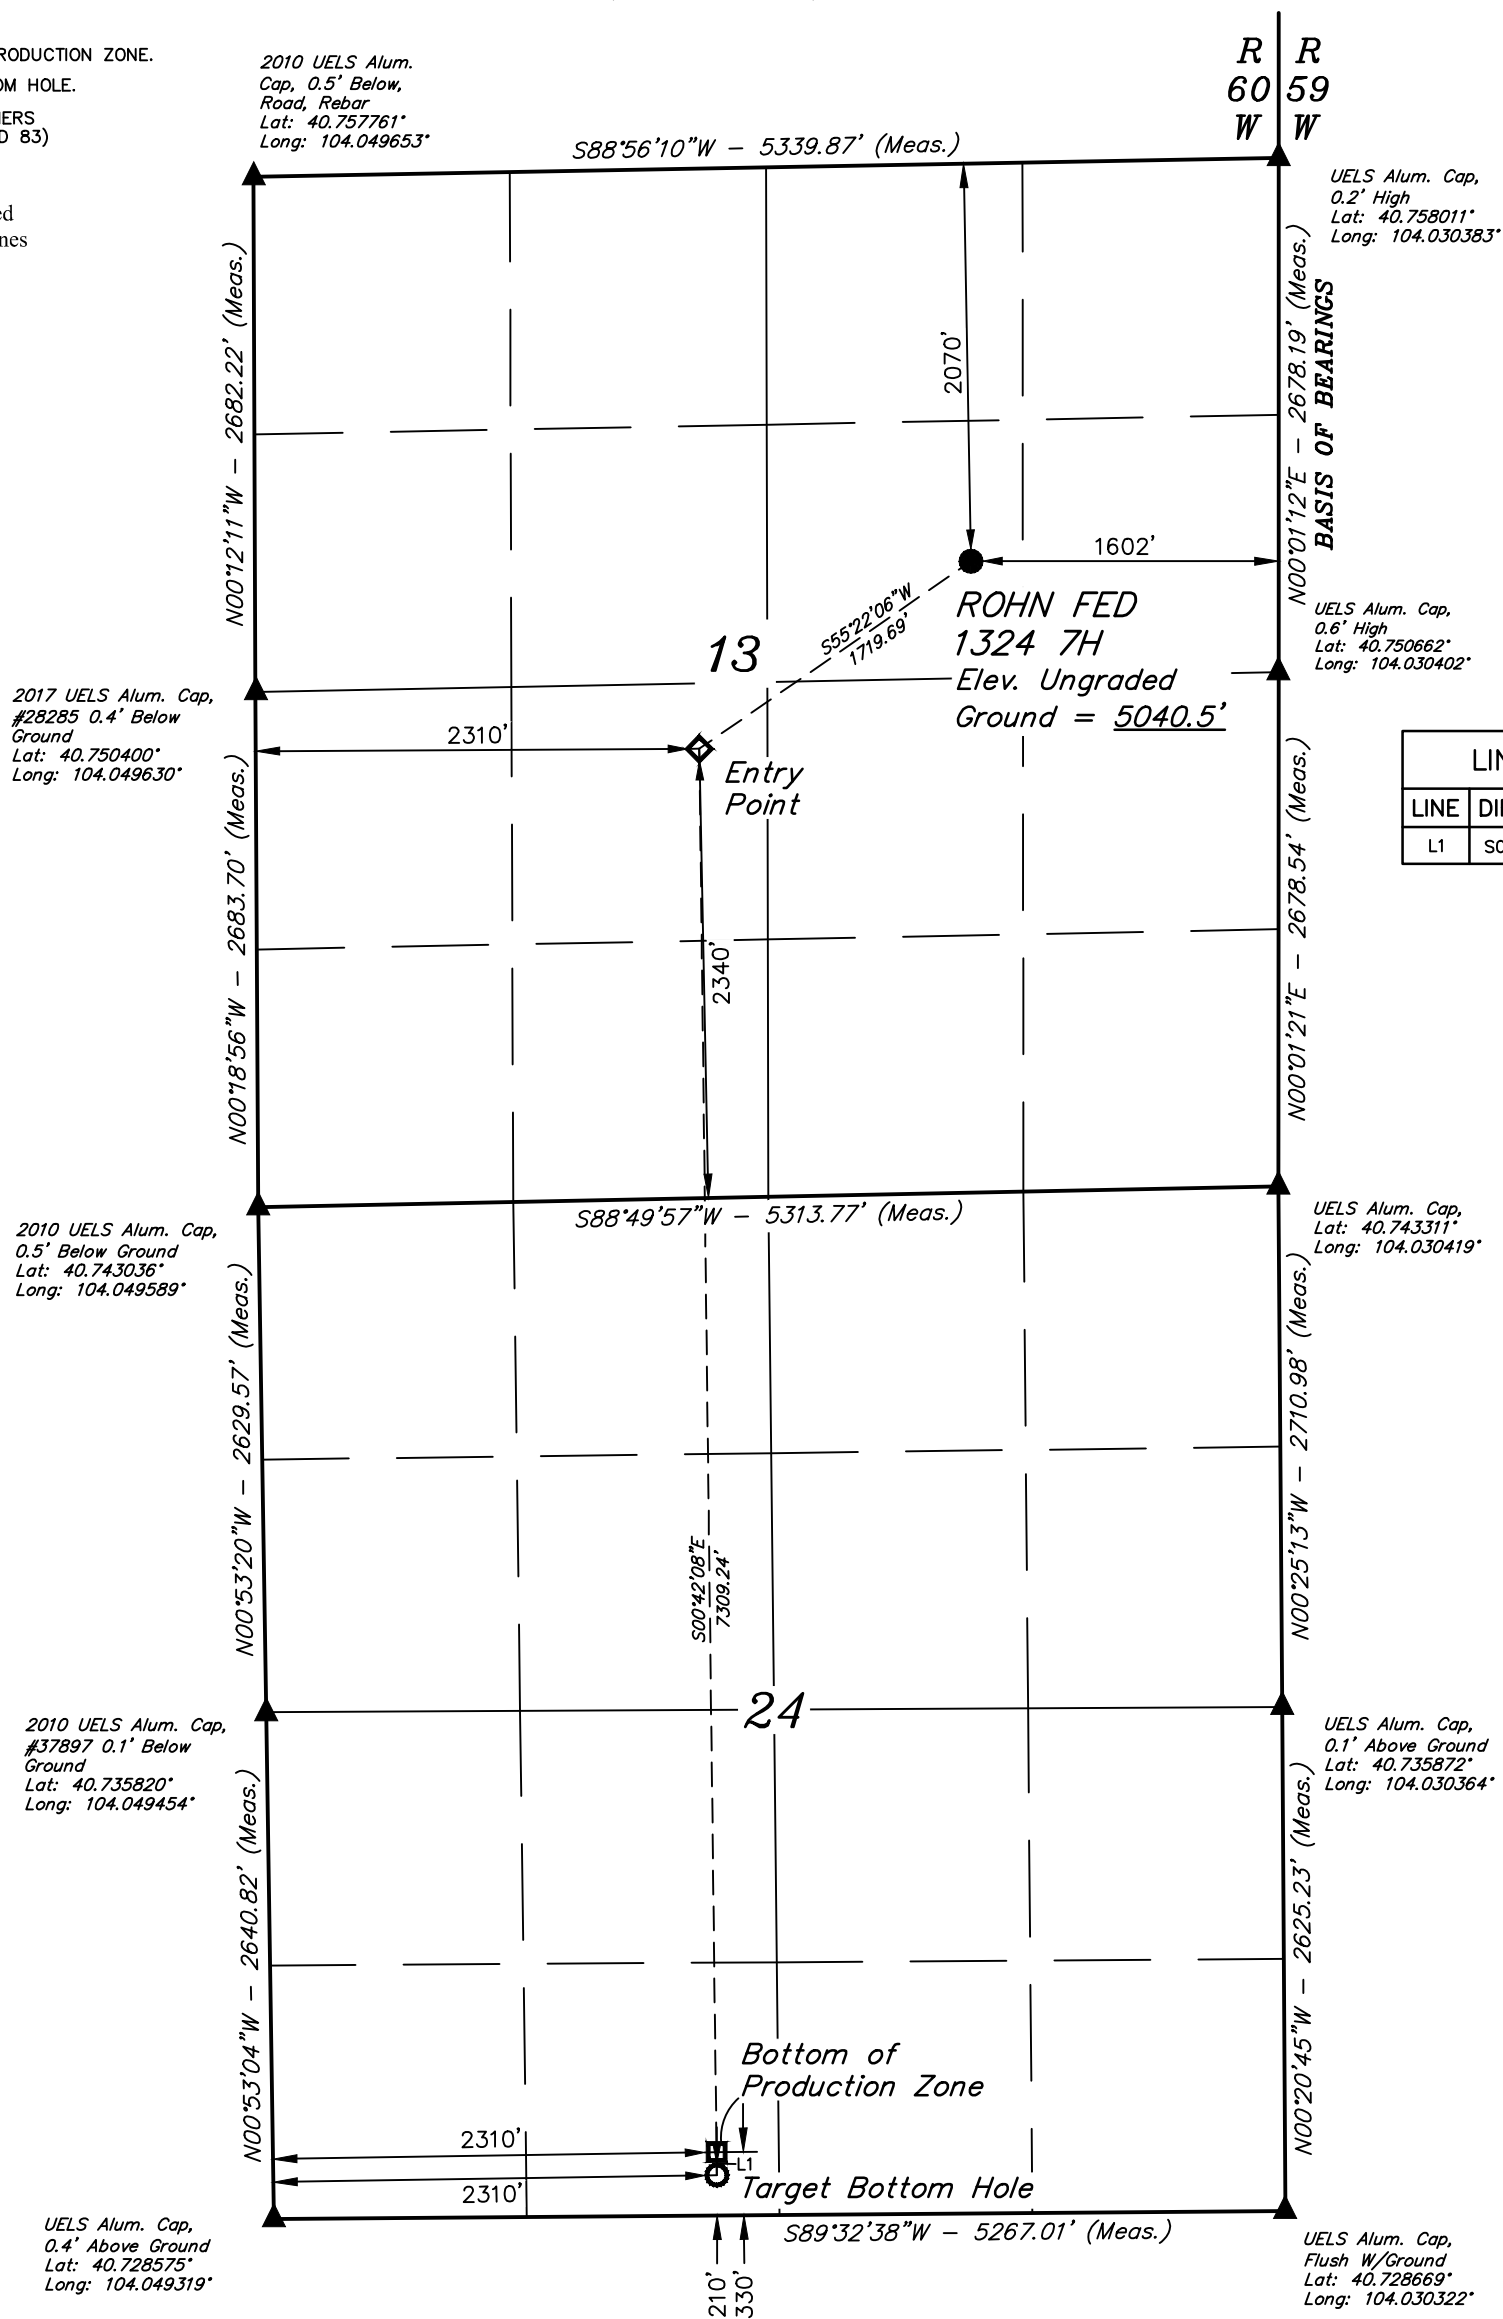 RODUCTION ZONE.
OM HOLE.
NERS
D 83)
ed
nes
2010 UELS Alum.
Cap, 0.5' Below,
Road, Rebar
Lat: 40.757761°
Long: 104.049653°
R R
60 59
W W
S88°56'10"W - 5339.87' (Meas.)
UELS Alum. Cap,
0.2' High
Lat: 40.758011°
Long: 104.030383°
N00°12'11"W - 2682.22' (Meas.)
2070'
N00°01'12"E - 2678.19' (Meas.)
BASIS OF BEARINGS
1602'
ROHN FED
1324 7H
Elev. Ungraded
Ground = 5040.5'
S55°22'06"W
1719.69'
13
UELS Alum. Cap,
0.6' High
Lat: 40.750662°
Long: 104.030402°
2017 UELS Alum. Cap,
#28285 0.4' Below
Ground
Lat: 40.750400°
Long: 104.049630°
2310'
Entry
Point
LIN
LINE DI
L1 S0
N00°18'56"W - 2683.70' (Meas.)
2340'
N00°01'21"E - 2678.54' (Meas.)
S88°49'57"W - 5313.77' (Meas.)
2010 UELS Alum. Cap,
0.5' Below Ground
Lat: 40.743036°
Long: 104.049589°
UELS Alum. Cap,
Lat: 40.743311°
Long: 104.030419°
N00°53'20"W - 2629.57' (Meas.)
S00°42'08"E
7309.24'
N00°25'13"W - 2710.98' (Meas.)
24
2010 UELS Alum. Cap,
#37897 0.1' Below
Ground
Lat: 40.735820°
Long: 104.049454°
UELS Alum. Cap,
0.1' Above Ground
Lat: 40.735872°
Long: 104.030364°
N00°53'04"W - 2640.82' (Meas.)
N00°20'45"W - 2625.23' (Meas.)
Bottom of
Production Zone
2310'
L1
2310'
Target Bottom Hole
S89°32'38"W - 5267.01' (Meas.)
210'
330'
UELS Alum. Cap,
0.4' Above Ground
Lat: 40.728575°
Long: 104.049319°
UELS Alum. Cap,
Flush W/Ground
Lat: 40.728669°
Long: 104.030322°